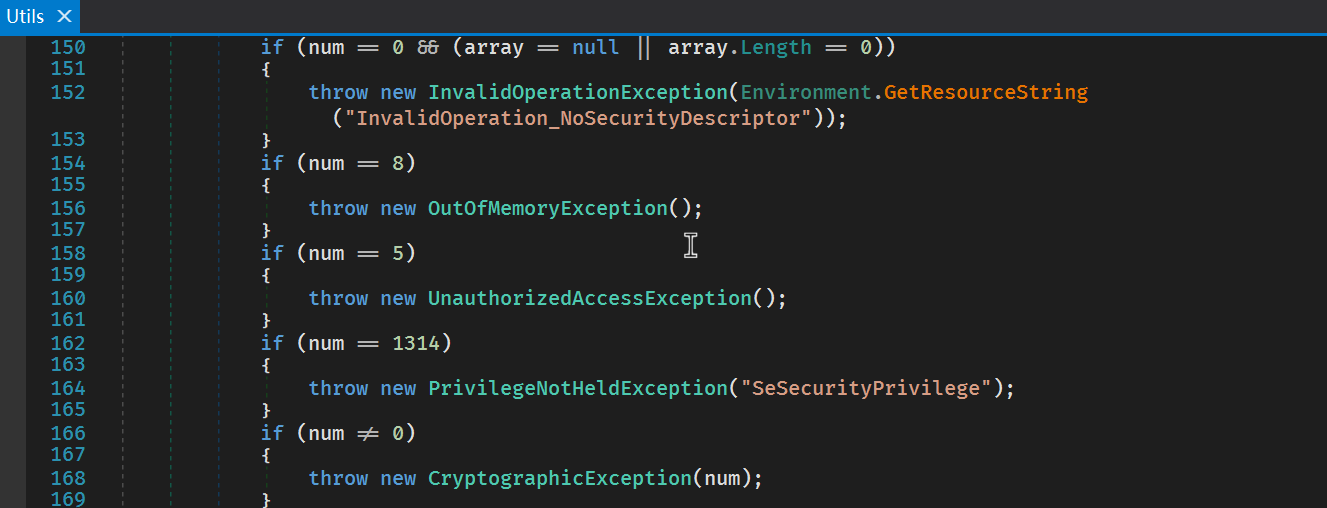 Utils ×
150 if (num == 0 && (array == null || array.Length == 0))
151 {
152 throw new InvalidOperationException(Environment.GetResourceString
("InvalidOperation_NoSecurityDescriptor"));
153 }
154 if (num == 8)
155 {
156 throw new OutOfMemoryException();
157 }
158 if (num == 5)
159 {
160 throw new UnauthorizedAccessException();
161 }
162 if (num == 1314)
163 {
164 throw new PrivilegeNotHeldException("SeSecurityPrivilege");
165 }
166 if (num != 0)
167 {
168 throw new CryptographicException(num);
169 }